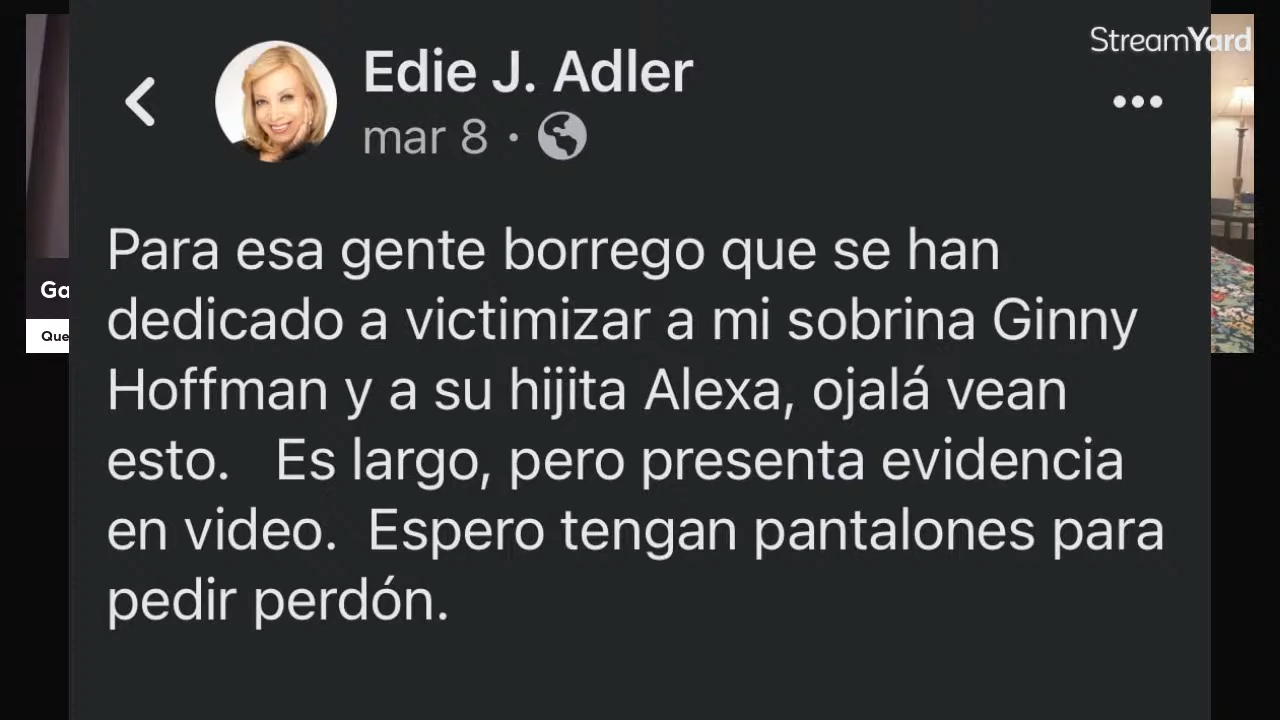 StreamYard
Edie J. Adler
mar 8 ·
Para esa gente borrego que se han
dedicado a victimizar a mi sobrina Ginny
Hoffman y a su hijita Alexa, ojalá vean
esto.   Es largo, pero presenta evidencia
en video.  Espero tengan pantalones para
pedir perdón.
Ga
Que